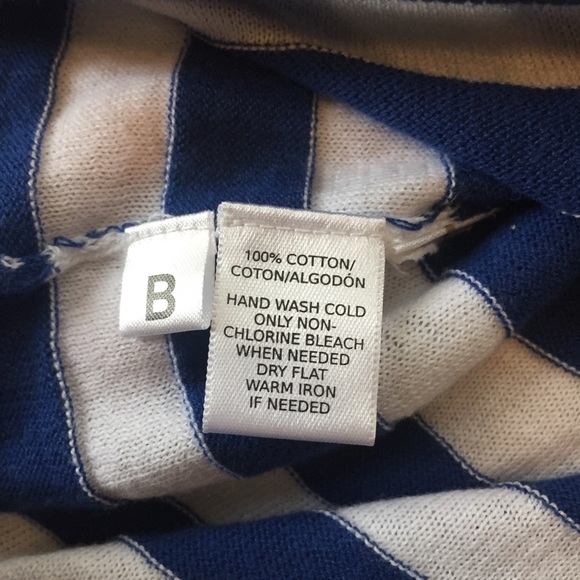 B
100% COTTON/
COTON/ALGODÓN
HAND WASH COLD
ONLY NON-
CHLORINE BLEACH
WHEN NEEDED
DRY FLAT
WARM IRON
IF NEEDED